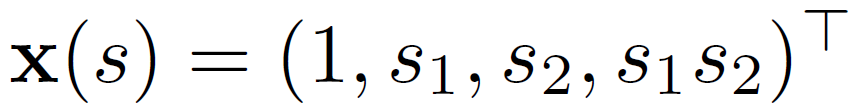 𝐱(s) = (1, s₁, s₂, s₁s₂)^⊤